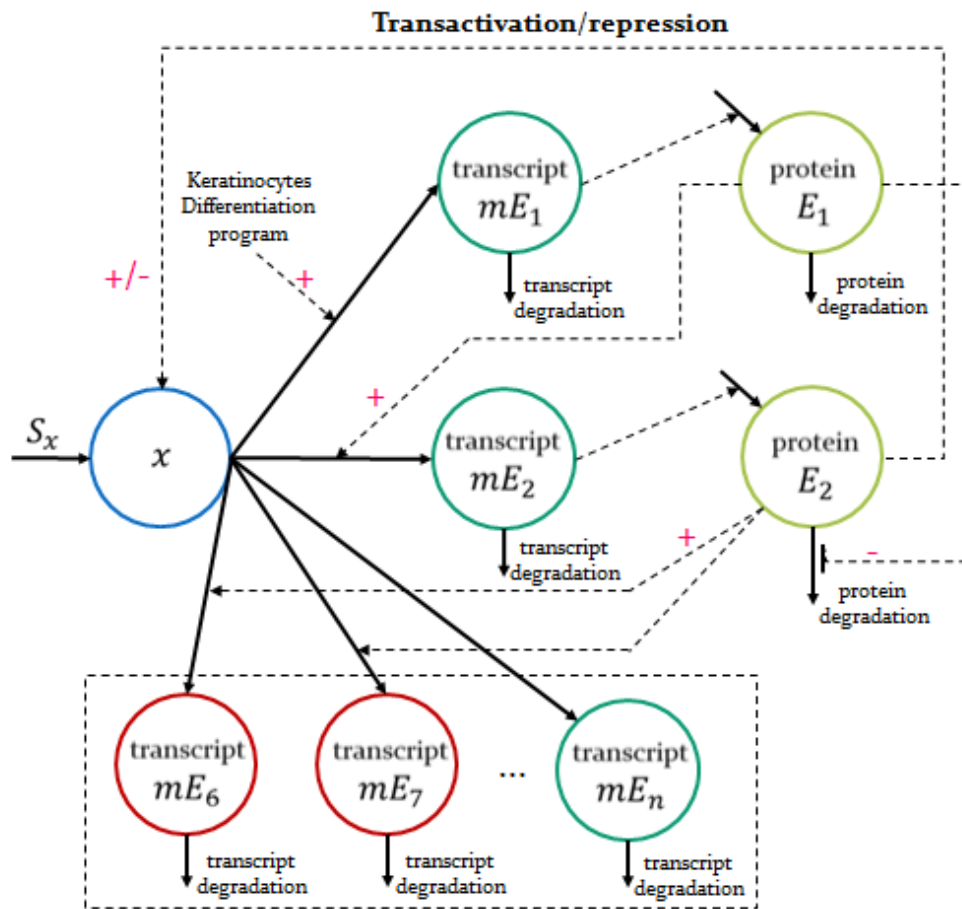 Transactivation/repression
Keratinocytes
Differentiation
program
+/-
+
transcript
mE₁
protein
E₁
transcript
degradation
protein
degradation
+
Sₓ
x
transcript
mE₂
protein
E₂
transcript
degradation
+
-
protein
degradation
transcript
mE₆
transcript
mE₇
...
transcript
mEₙ
transcript
degradation
transcript
degradation
transcript
degradation